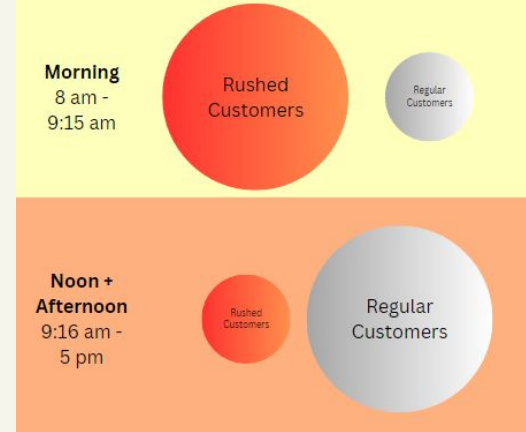 Morning
8 am -
9:15 am
Rushed
Customers
Regular
Customers
Noon +
Afternoon
9:16 am -
5 pm
Rushed
Customers
Regular
Customers